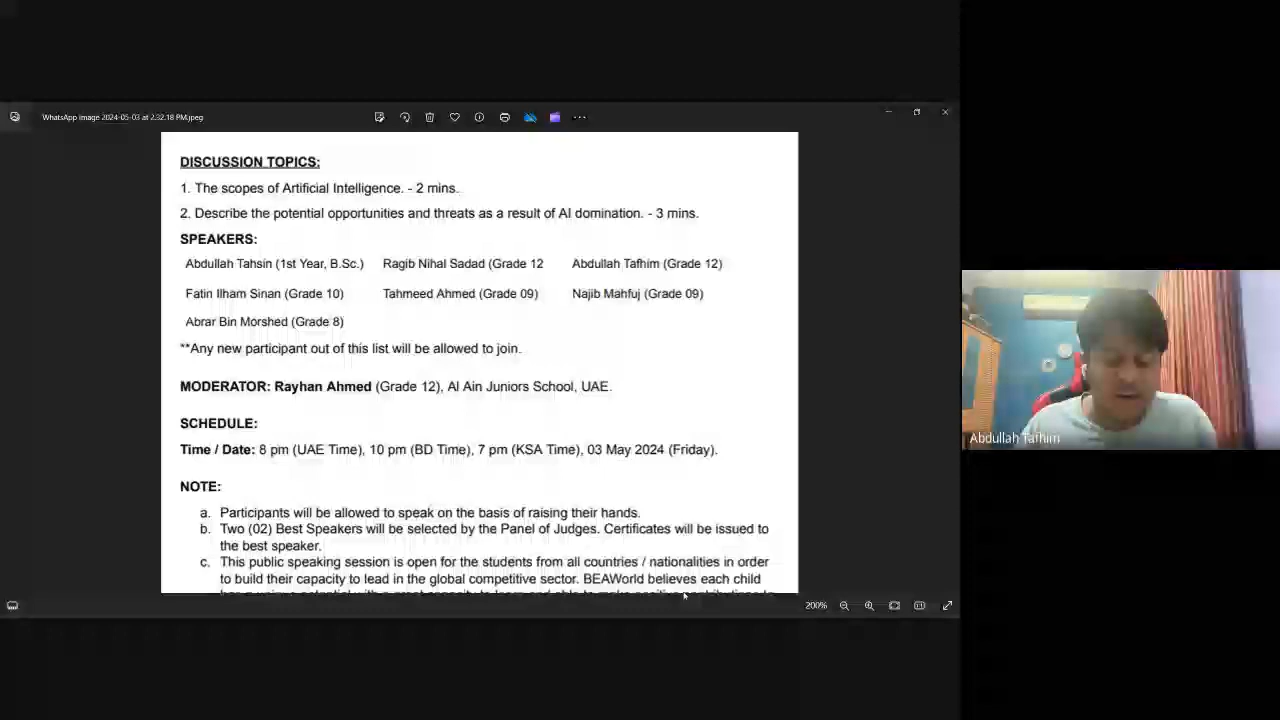 WhatsApp Image 2024-05-03 at 2.32.18 PM.jpeg
DISCUSSION TOPICS:
1. The scopes of Artificial Intelligence. - 2 mins.
2. Describe the potential opportunities and threats as a result of AI domination. - 3 mins.
SPEAKERS:
Abdullah Tahsin (1st Year, B.Sc.) Ragib Nihal Sadad (Grade 12 Abdullah Tafhim (Grade 12)
Fatin Ilham Sinan (Grade 10) Tahmeed Ahmed (Grade 09) Najib Mahfuj (Grade 09)
Abrar Bin Morshed (Grade 8)
**Any new participant out of this list will be allowed to join.
MODERATOR: Rayhan Ahmed (Grade 12), Al Ain Juniors School, UAE.
SCHEDULE:
Time / Date: 8 pm (UAE Time), 10 pm (BD Time), 7 pm (KSA Time), 03 May 2024 (Friday).
NOTE:
a. Participants will be allowed to speak on the basis of raising their hands.
b. Two (02) Best Speakers will be selected by the Panel of Judges. Certificates will be issued to
the best speaker.
c. This public speaking session is open for the students from all countries / nationalities in order
to build their capacity to lead in the global competitive sector. BEAWorld believes each child
200%
Abdullah Tafhim